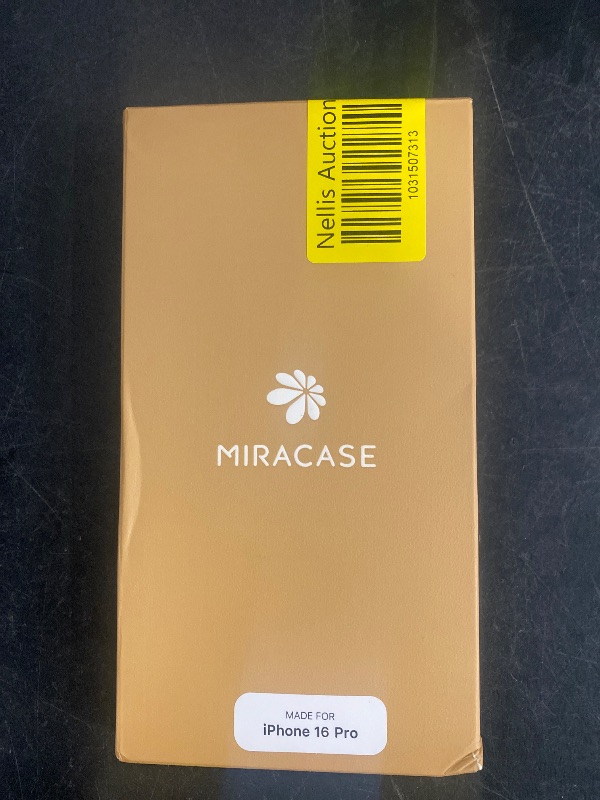 Nellis Auction
1031507313
MIRACASE
MADE FOR
iPhone 16 Pro